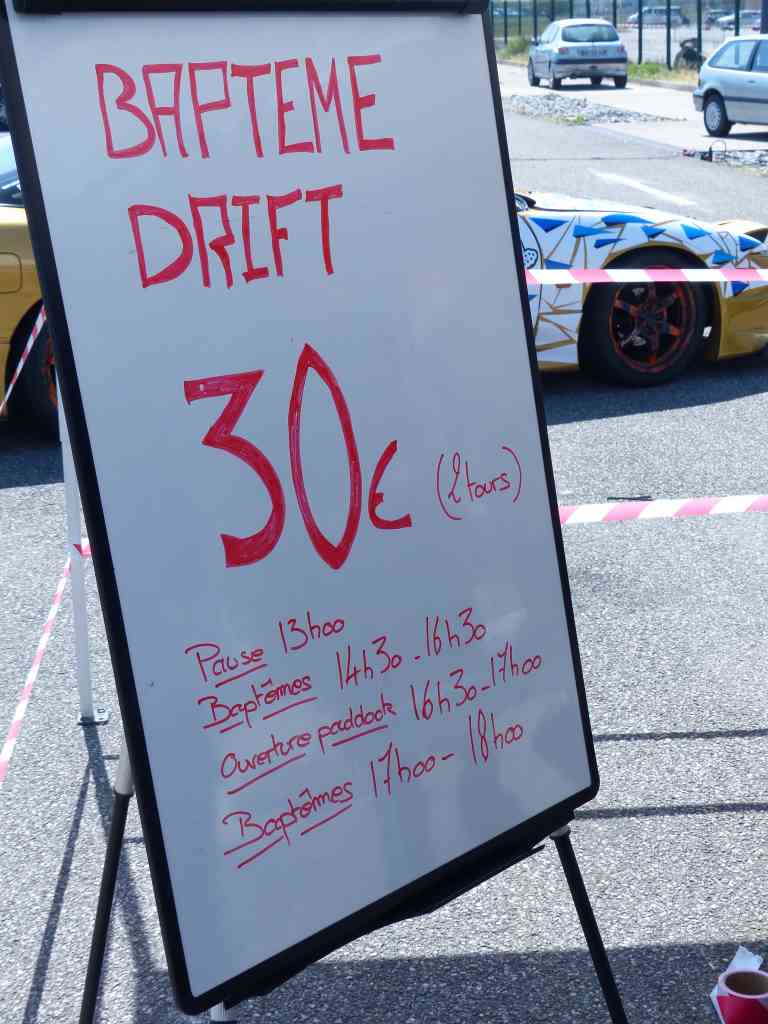 BAPTEME
DRIFT
30€ (2 tours)
Pause 13h00
Baptêmes 14h30 - 16h30
Ouverture paddock 16h30 - 17h00
Baptêmes 17h00 - 18h00